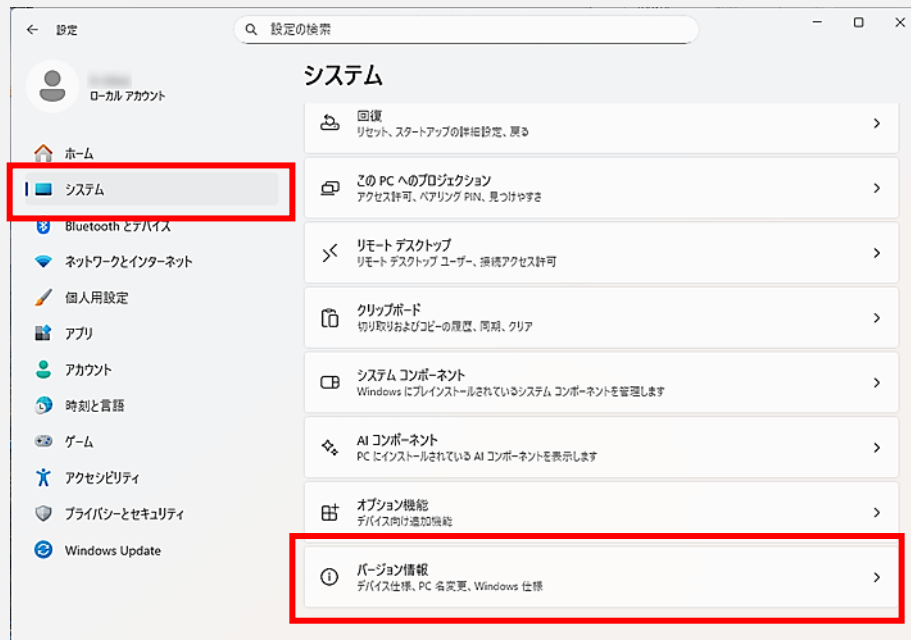 設定
設定の検索
ローカル アカウント
ホーム
システム
Bluetooth とデバイス
ネットワークとインターネット
個人用設定
アプリ
アカウント
時刻と言語
ゲーム
アクセシビリティ
プライバシーとセキュリティ
Windows Update
システム
回復
リセット、スタートアップの詳細設定、戻る
この PC へのプロジェクション
アクセス許可、ペアリング PIN、見つけやすさ
リモート デスクトップ
リモート デスクトップ ユーザー、接続アクセス許可
クリップボード
切り取りおよびコピーの履歴、同期、クリア
システム コンポーネント
Windows にプレインストールされているシステム コンポーネントを管理します
AI コンポーネント
PC にインストールされている AI コンポーネントを表示します
オプション機能
デバイス向け追加機能
バージョン情報
デバイス仕様、PC 名変更、Windows 仕様